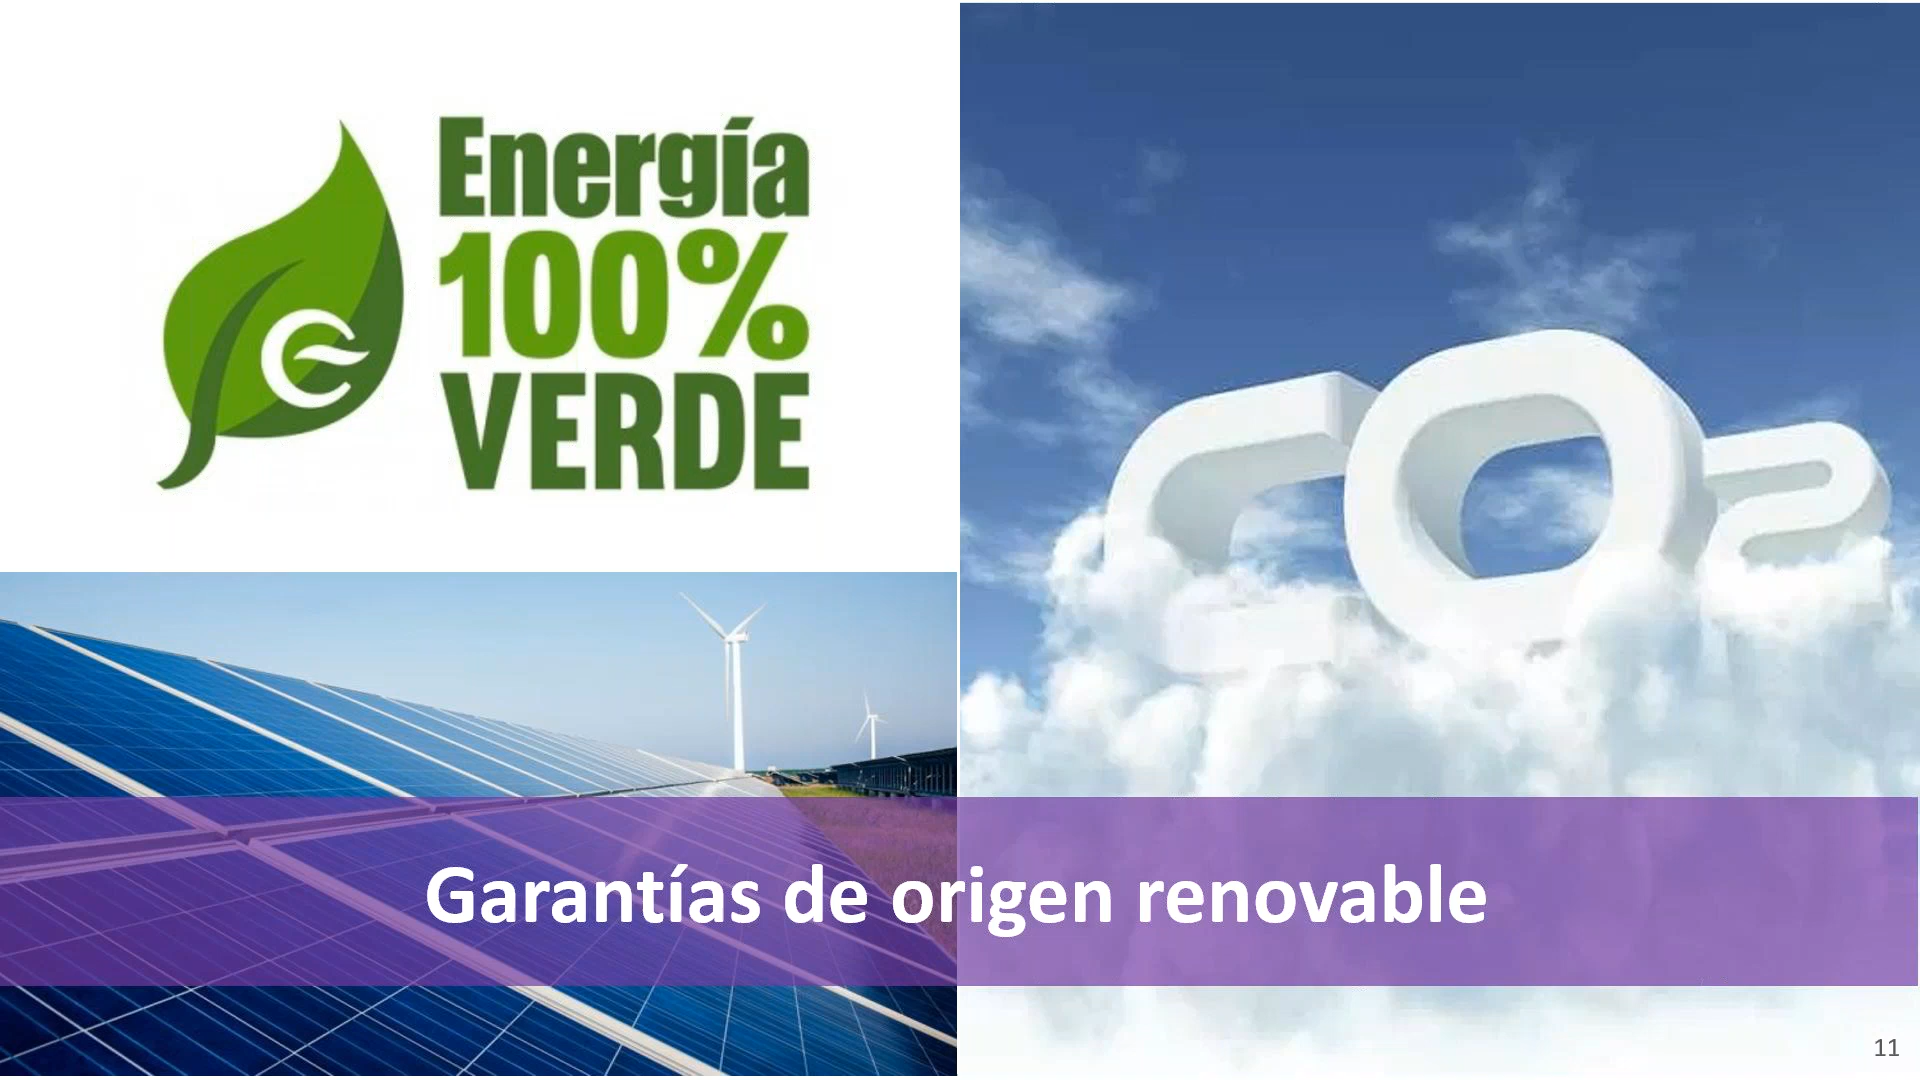 Energía
100%
VERDE
CO2
Garantías de origen renovable
11